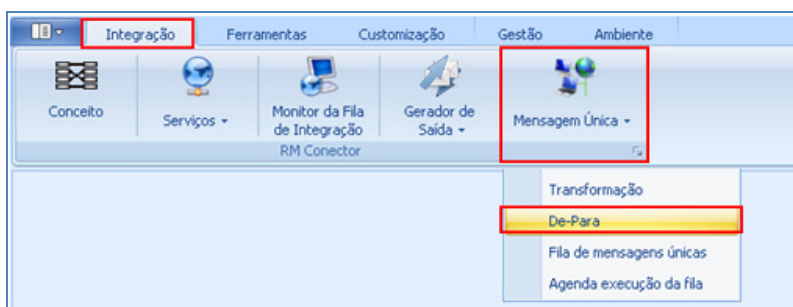 Integração Ferramentas Customização Gestão Ambiente
Conceito
Serviços
Monitor da Fila
de Integração
Gerador de
Saída
Mensagem Única
RM Conector
Transformação
De-Para
Fila de mensagens únicas
Agenda execução da fila